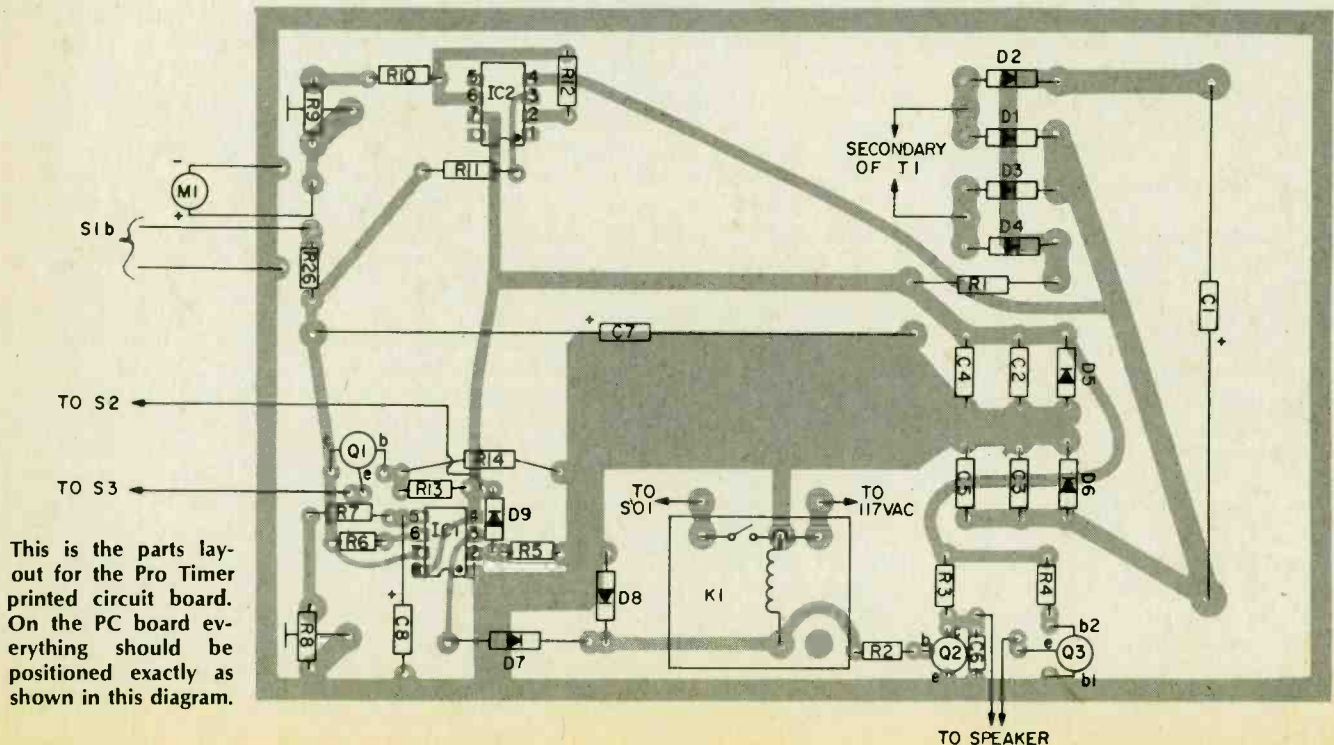 R10
IC2
5
6
7
4
3
2
1
R12
R9
R11
D2
D1
SECONDARY
OF T1
D3
D4
R1
C1
+
-
M1
+
S1b
R26
+
C7
C4
C2
D5
TO S2
Q1
b
e
R14
TO S3
R13
R7
5
6
7
IC1
4
3
2
D9
R6
R5
TO
SO1
TO
117VAC
C5
C3
D6
This is the parts lay-
out for the Pro Timer
printed circuit board.
On the PC board ev-
erything should be
positioned exactly as
shown in this diagram.
R8
+
C8
D8
D7
K1
R3
R4
R2
b
Q2
e
C6
b2
e
Q3
b1
TO SPEAKER